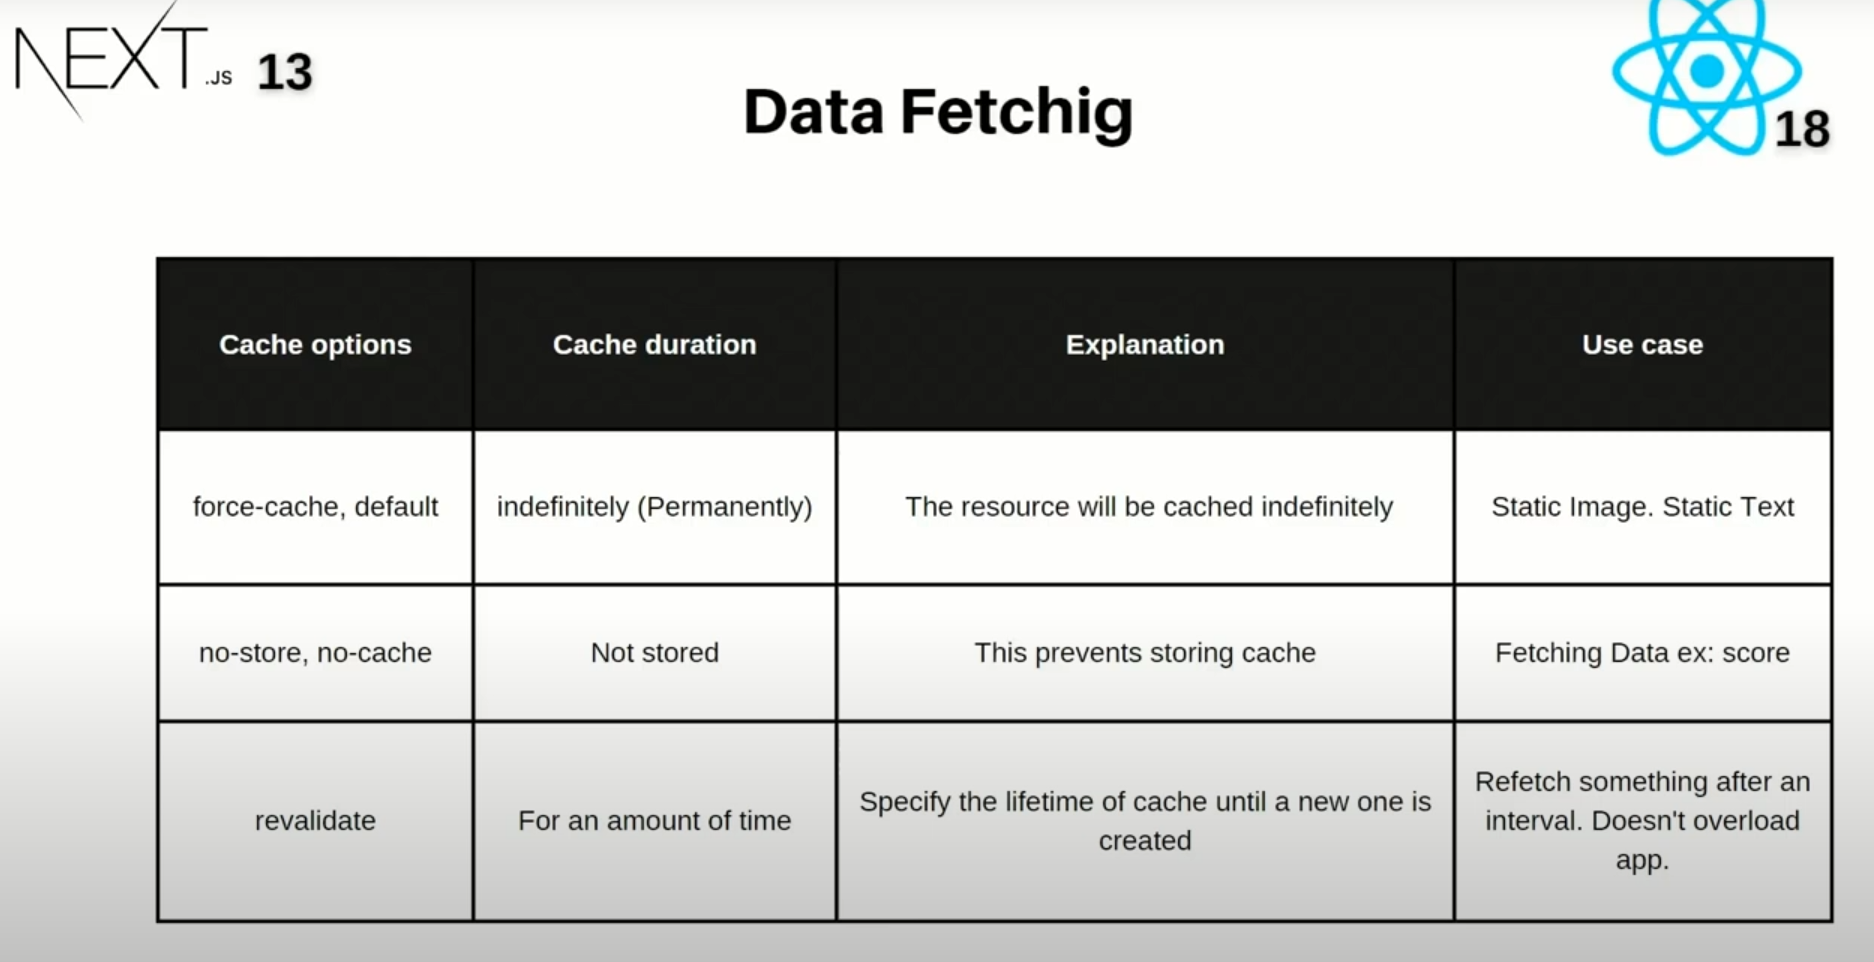 NEXT.JS 13
18
Data Fetchig
Cache options
Cache duration
Explanation
Use case
force-cache, default
indefinitely (Permanently)
The resource will be cached indefinitely
Static Image. Static Text
no-store, no-cache
Not stored
This prevents storing cache
Fetching Data ex: score
revalidate
For an amount of time
Specify the lifetime of cache until a new one is
created
Refetch something after an
interval. Doesn't overload
app.